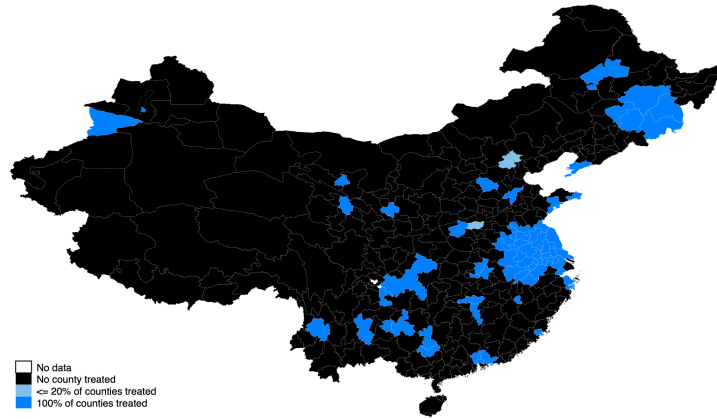 No data
No county treated
<= 20% of counties treated
100% of counties treated